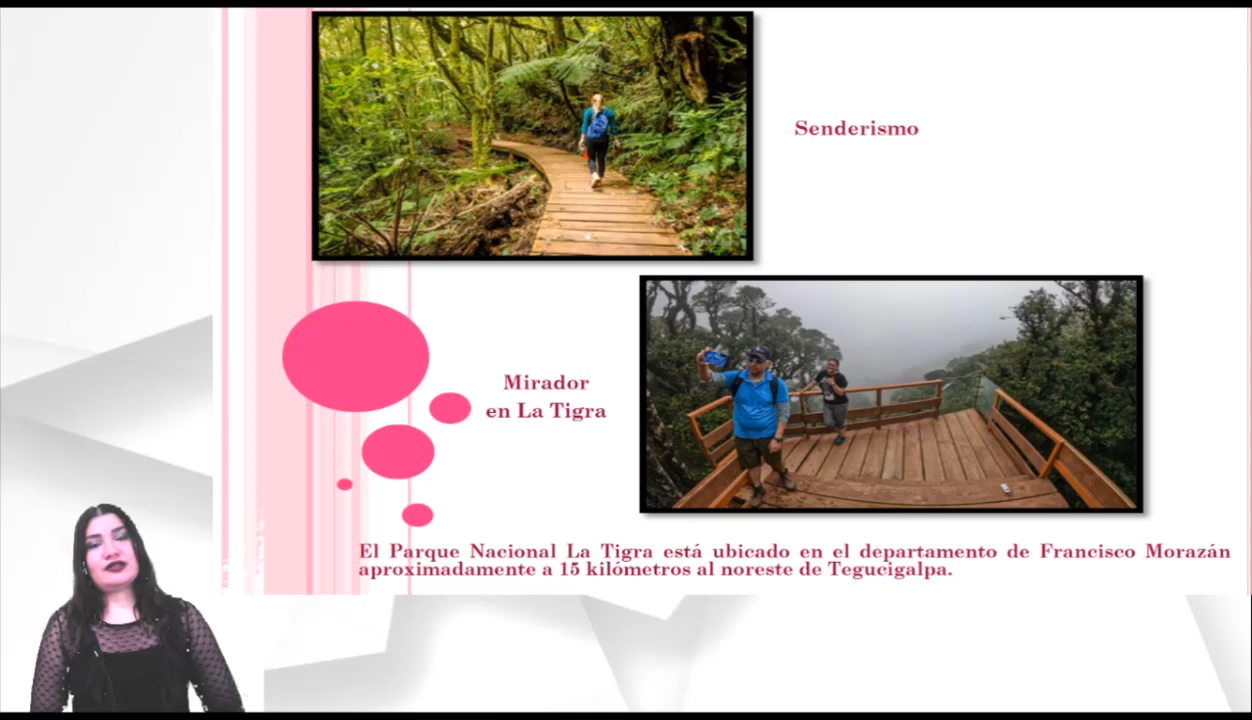 Senderismo
Mirador
en La Tigra
El Parque Nacional La Tigra está ubicado en el departamento de Francisco Morazán
aproximadamente a 15 kilómetros al noreste de Tegucigalpa.